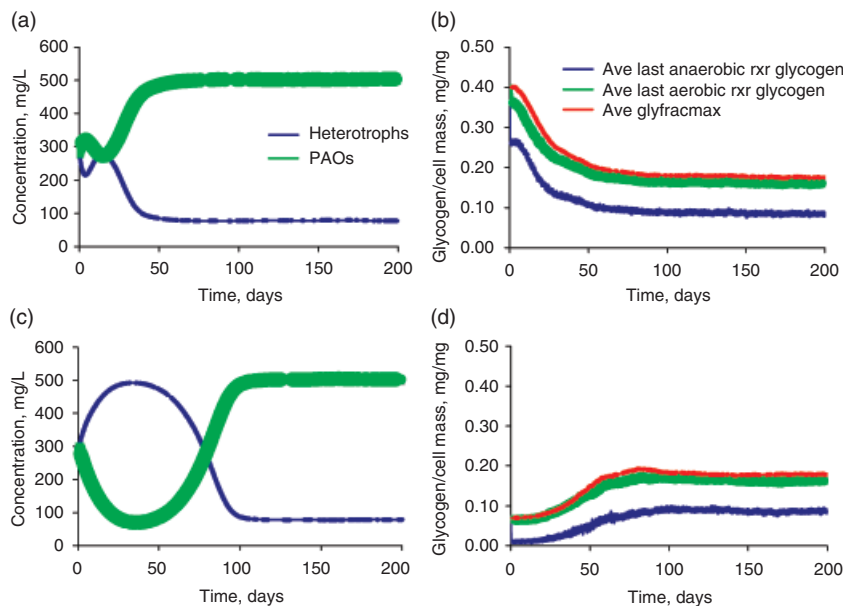 (a)
600
500
400
300
200
100
0
Concentration, mg/L
Heterotrophs
PAOs
0
50
100
150
200
Time, days
(b)
0.50
0.40
0.30
0.20
0.10
0.00
Glycogen/cell mass, mg/mg
Ave last anaerobic rxr glycogen
Ave last aerobic rxr glycogen
Ave glyfracmax
0
50
100
150
200
Time, days
(c)
600
500
400
300
200
100
0
Concentration, mg/L
0
50
100
150
200
Time, days
(d)
0.50
0.40
0.30
0.20
0.10
0.00
Glycogen/cell mass, mg/mg
0
50
100
150
200
Time, days